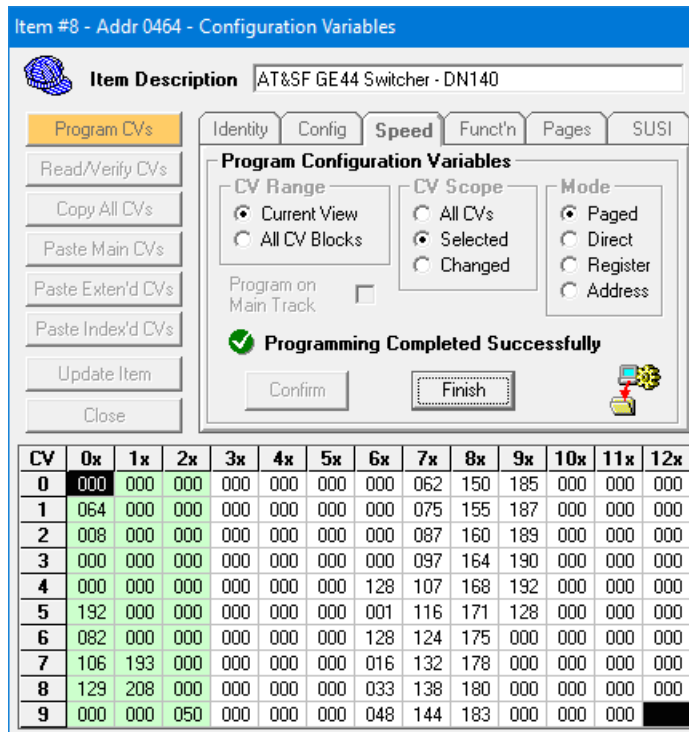 Item #8 - Addr 0464 - Configuration Variables
Item Description AT&SF GE44 Switcher - DN140
Program CVs
Read/Verify CVs
Copy All CVs
Paste Main CVs
Paste Exten'd CVs
Paste Index'd CVs
Update Item
Close
Identity Config Speed Funct'n Pages SUSI
Program Configuration Variables
CV Range
Current View
All CV Blocks
CV Scope
All CVs
Selected
Changed
Mode
Paged
Direct
Register
Address
Program on
Main Track
Programming Completed Successfully
Confirm Finish
CV 0x 1x 2x 3x 4x 5x 6x 7x 8x 9x 10x 11x 12x
0 000 000 000 000 000 000 000 062 150 185 000 000 000
1 064 000 000 000 000 000 000 075 155 187 000 000 000
2 008 000 000 000 000 000 000 087 160 189 000 000 000
3 000 000 000 000 000 000 000 097 164 190 000 000 000
4 000 000 000 000 000 000 128 107 168 192 000 000 000
5 192 000 000 000 000 000 001 116 171 128 000 000 000
6 082 000 000 000 000 000 128 124 175 000 000 000 000
7 106 193 000 000 000 000 016 132 178 000 000 000 000
8 129 208 000 000 000 000 033 138 180 000 000 000 000
9 000 000 050 000 000 000 048 144 183 000 000 000